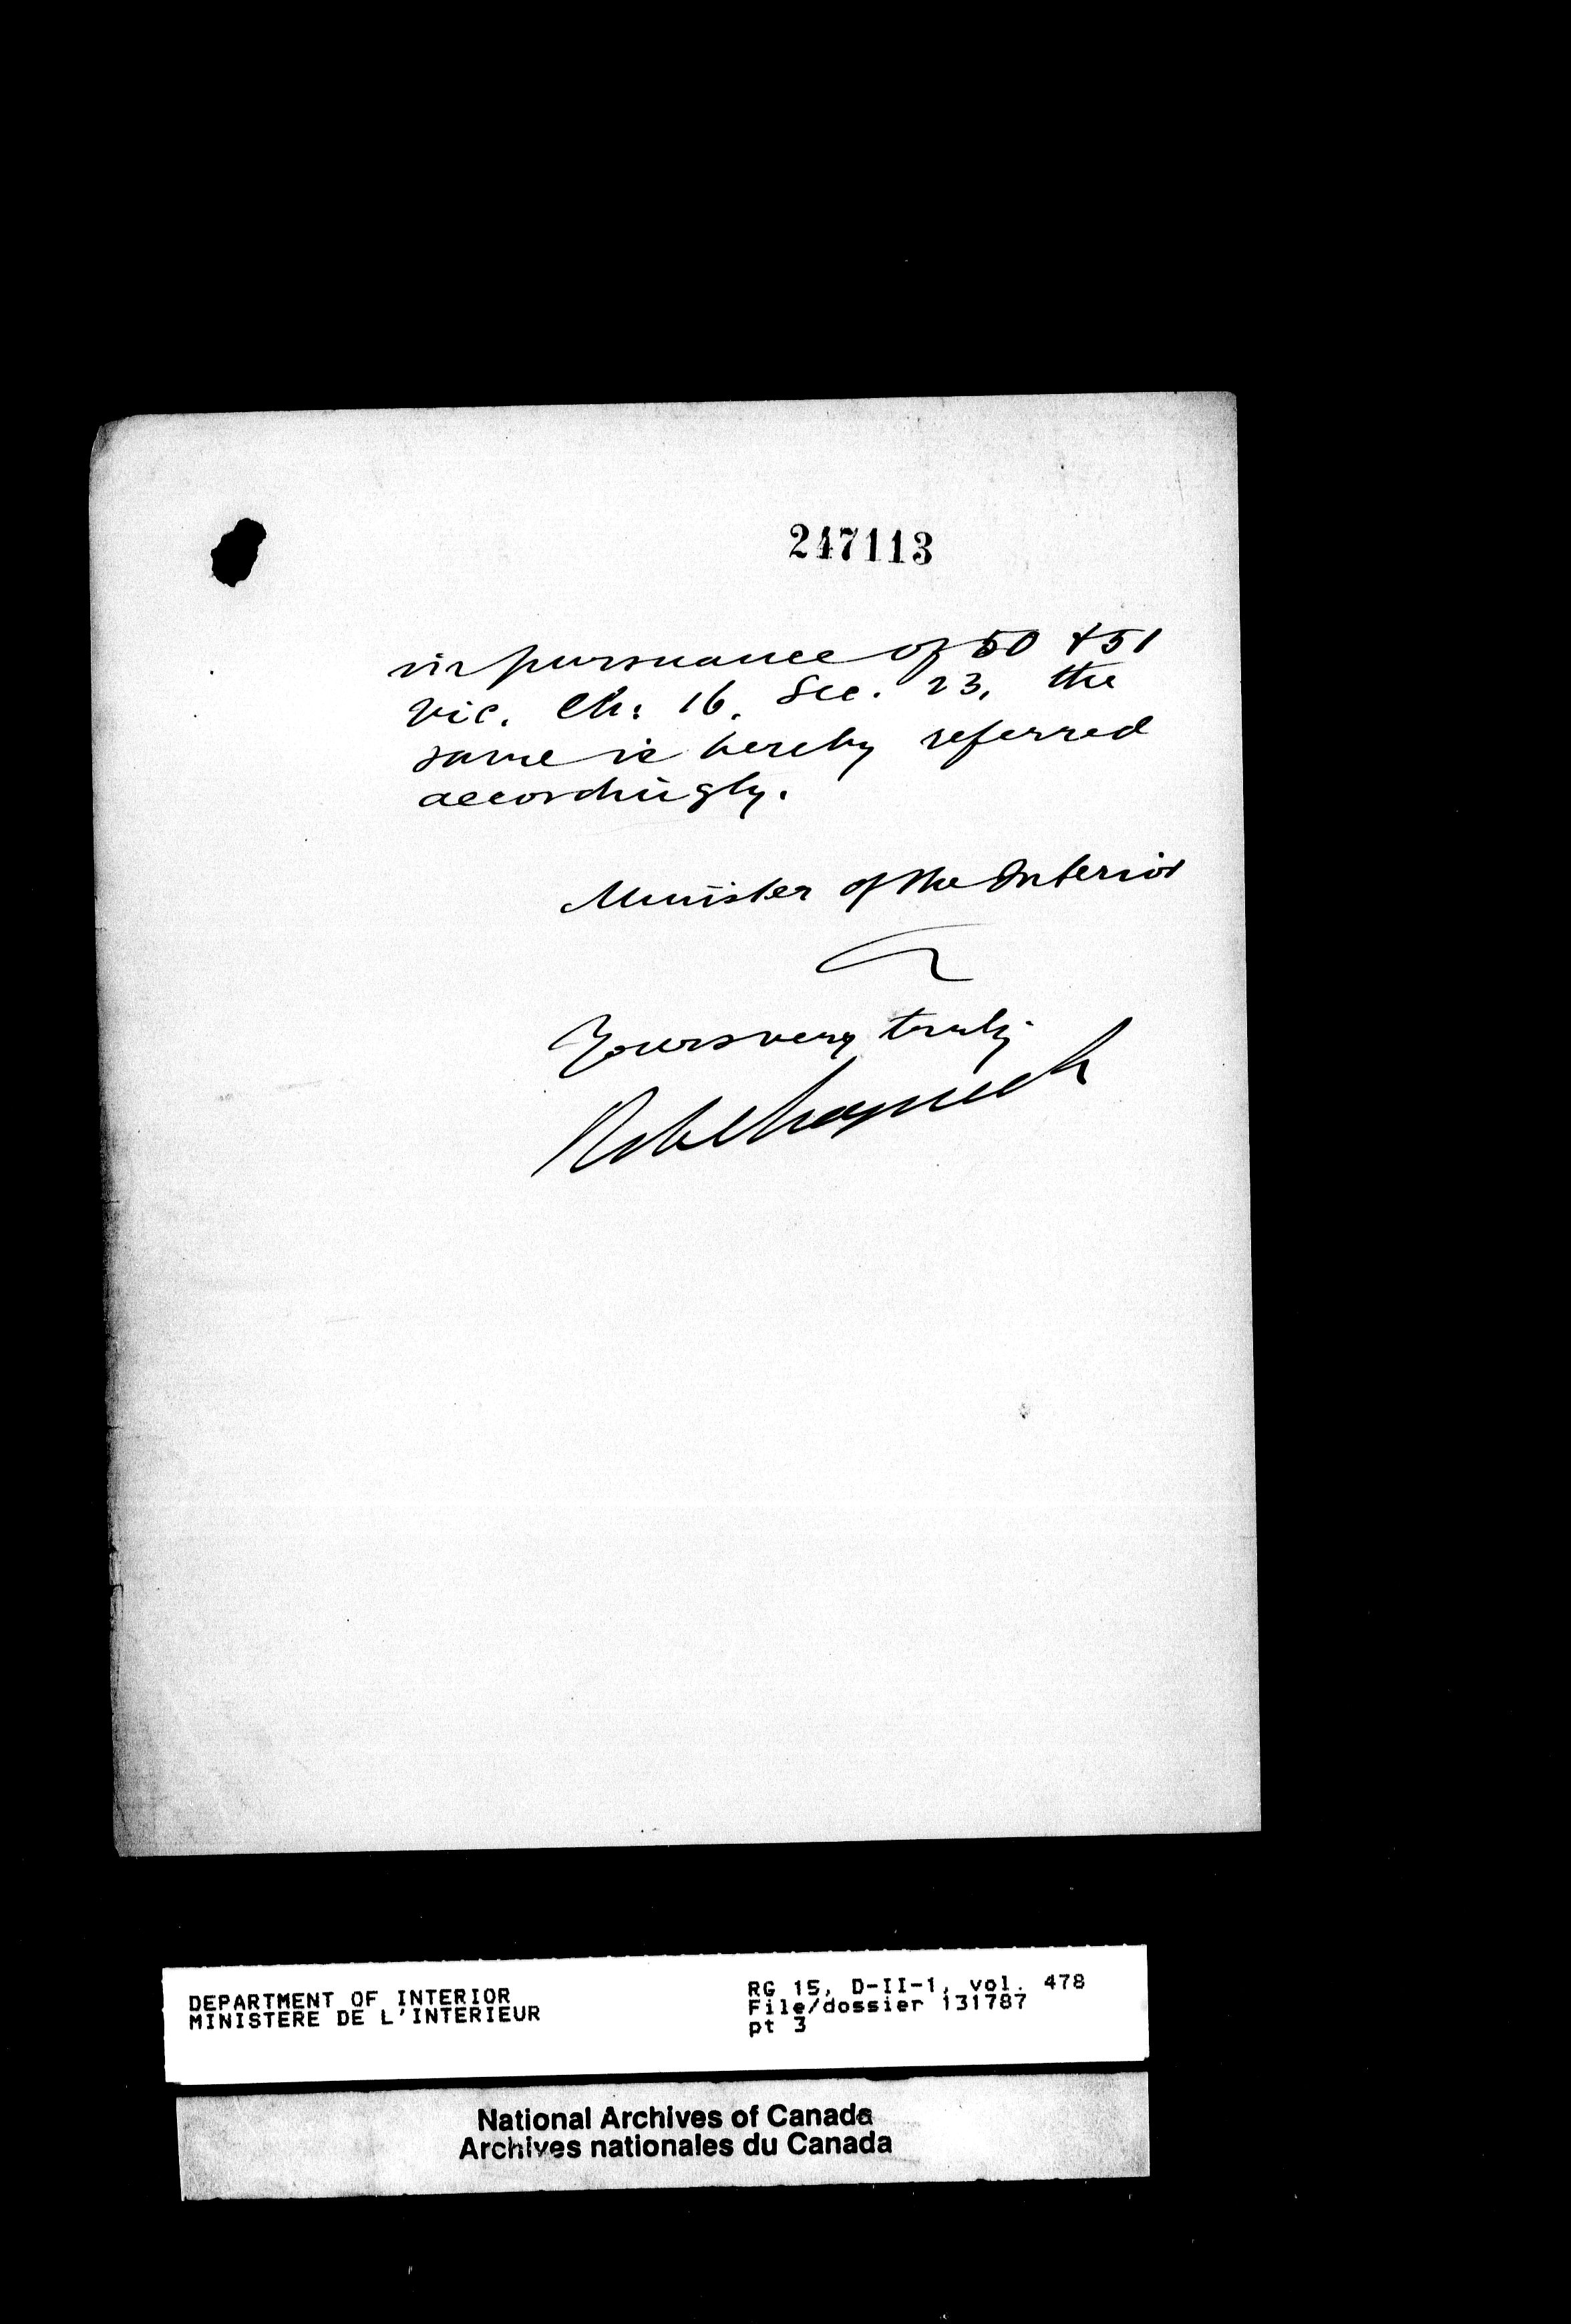 247113
in pursuance of 50 & 51
Vic. Ch: 16. Sec. 23, the
same is hereby referred
accordingly.
Minister of the Interior
Yours very truly
DEPARTMENT OF INTERIOR
MINISTERE DE L'INTERIEUR
RG 15, D-II-1, vol. 478
File/dossier 131787
pt 3
National Archives of Canada
Archives nationales du Canada